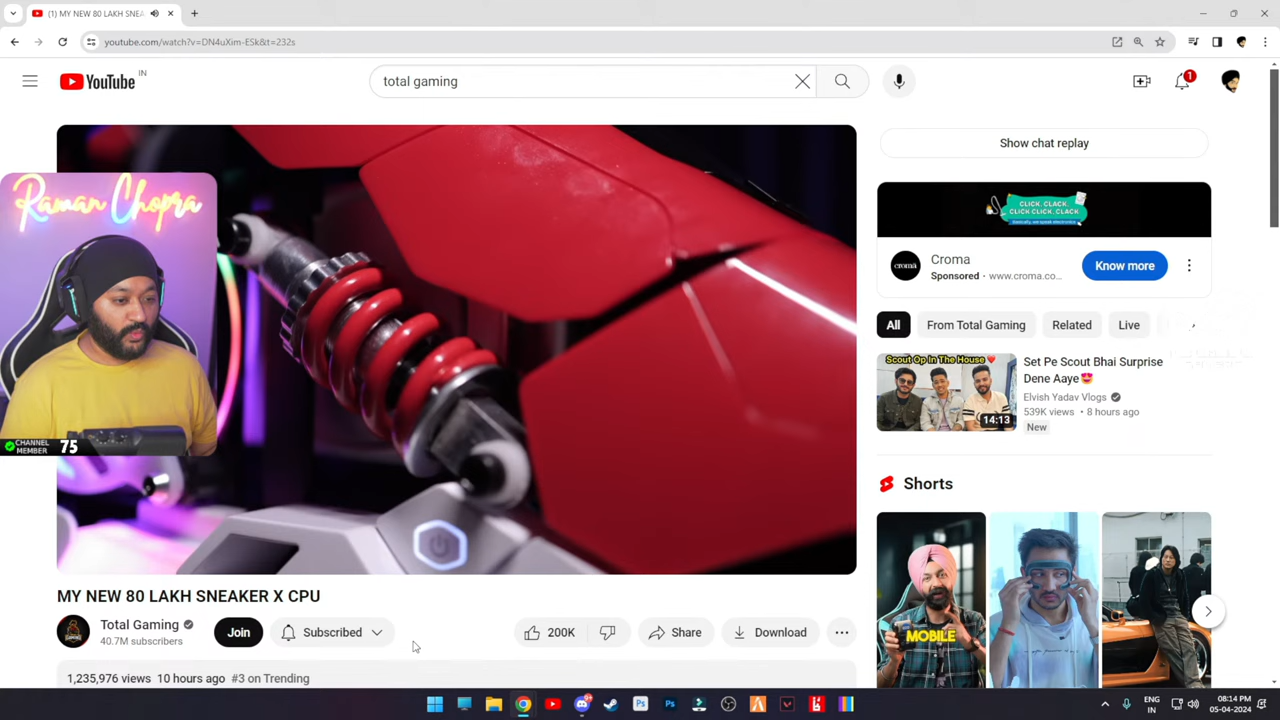 (1) MY NEW 80 LAKH SNEA
youtube.com/watch?v=DN4uXim-ESk&t=232s
YouTube IN
total gaming
1
Show chat replay
Raman Chopra
CLICK, CLACK,
CLICK CLICK, CLACK
Croma
Sponsored · www.croma.co...
croma
Know more
All
From Total Gaming
Related
Live
Scout Op In The House
14:13
Set Pe Scout Bhai Surprise
Dene Aaye
Elvish Yadav Vlogs
539K views · 8 hours ago
New
CHANNEL
MEMBER
75
Shorts
MOBILE
MY NEW 80 LAKH SNEAKER X CPU
Total Gaming
40.7M subscribers
Join
Subscribed
200K
Share
Download
1,235,976 views 10 hours ago #3 on Trending
ENG
IN
08:14 PM
05-04-2024